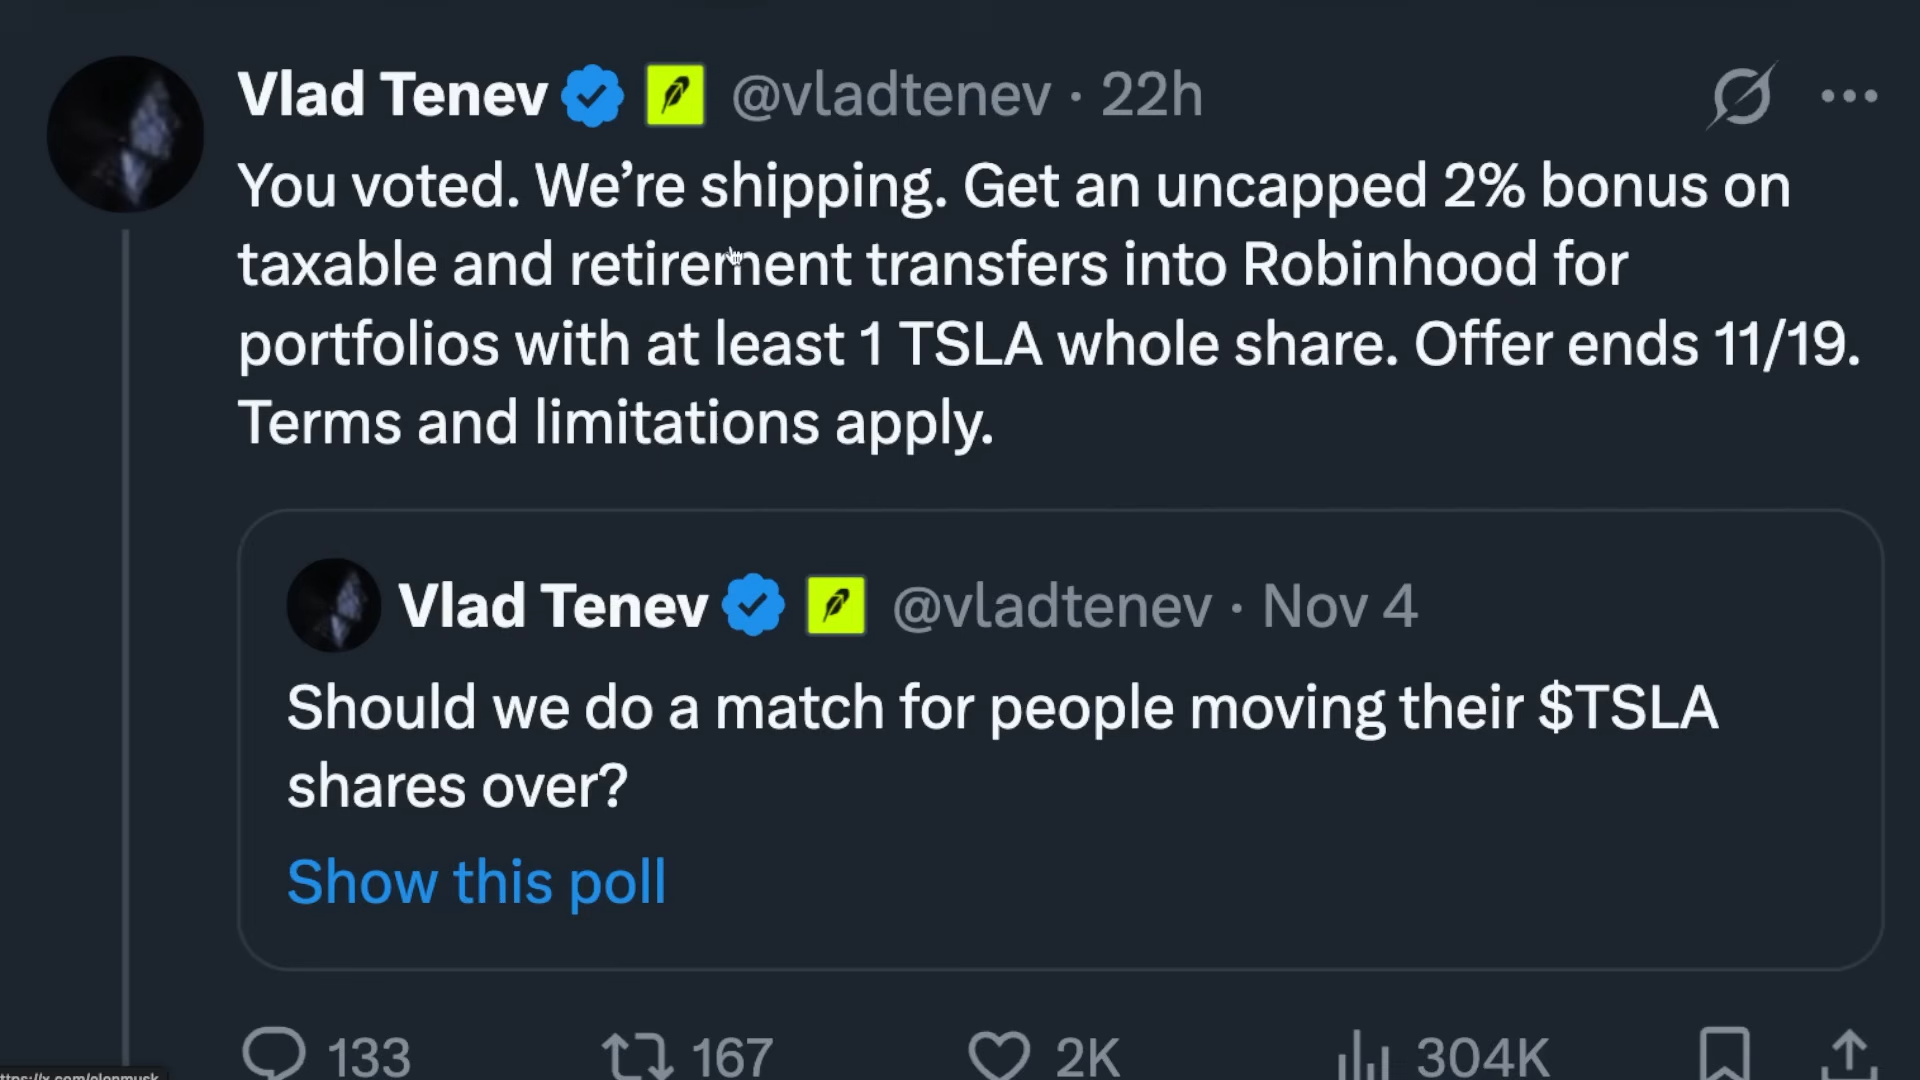 Vlad Tenev @vladtenev · 22h
You voted. We’re shipping. Get an uncapped 2% bonus on
taxable and retirement transfers into Robinhood for
portfolios with at least 1 TSLA whole share. Offer ends 11/19.
Terms and limitations apply.
Vlad Tenev @vladtenev · Nov 4
Should we do a match for people moving their $TSLA
shares over?
Show this poll
133 167 2K 304K
ttps://x.com/elonmusk